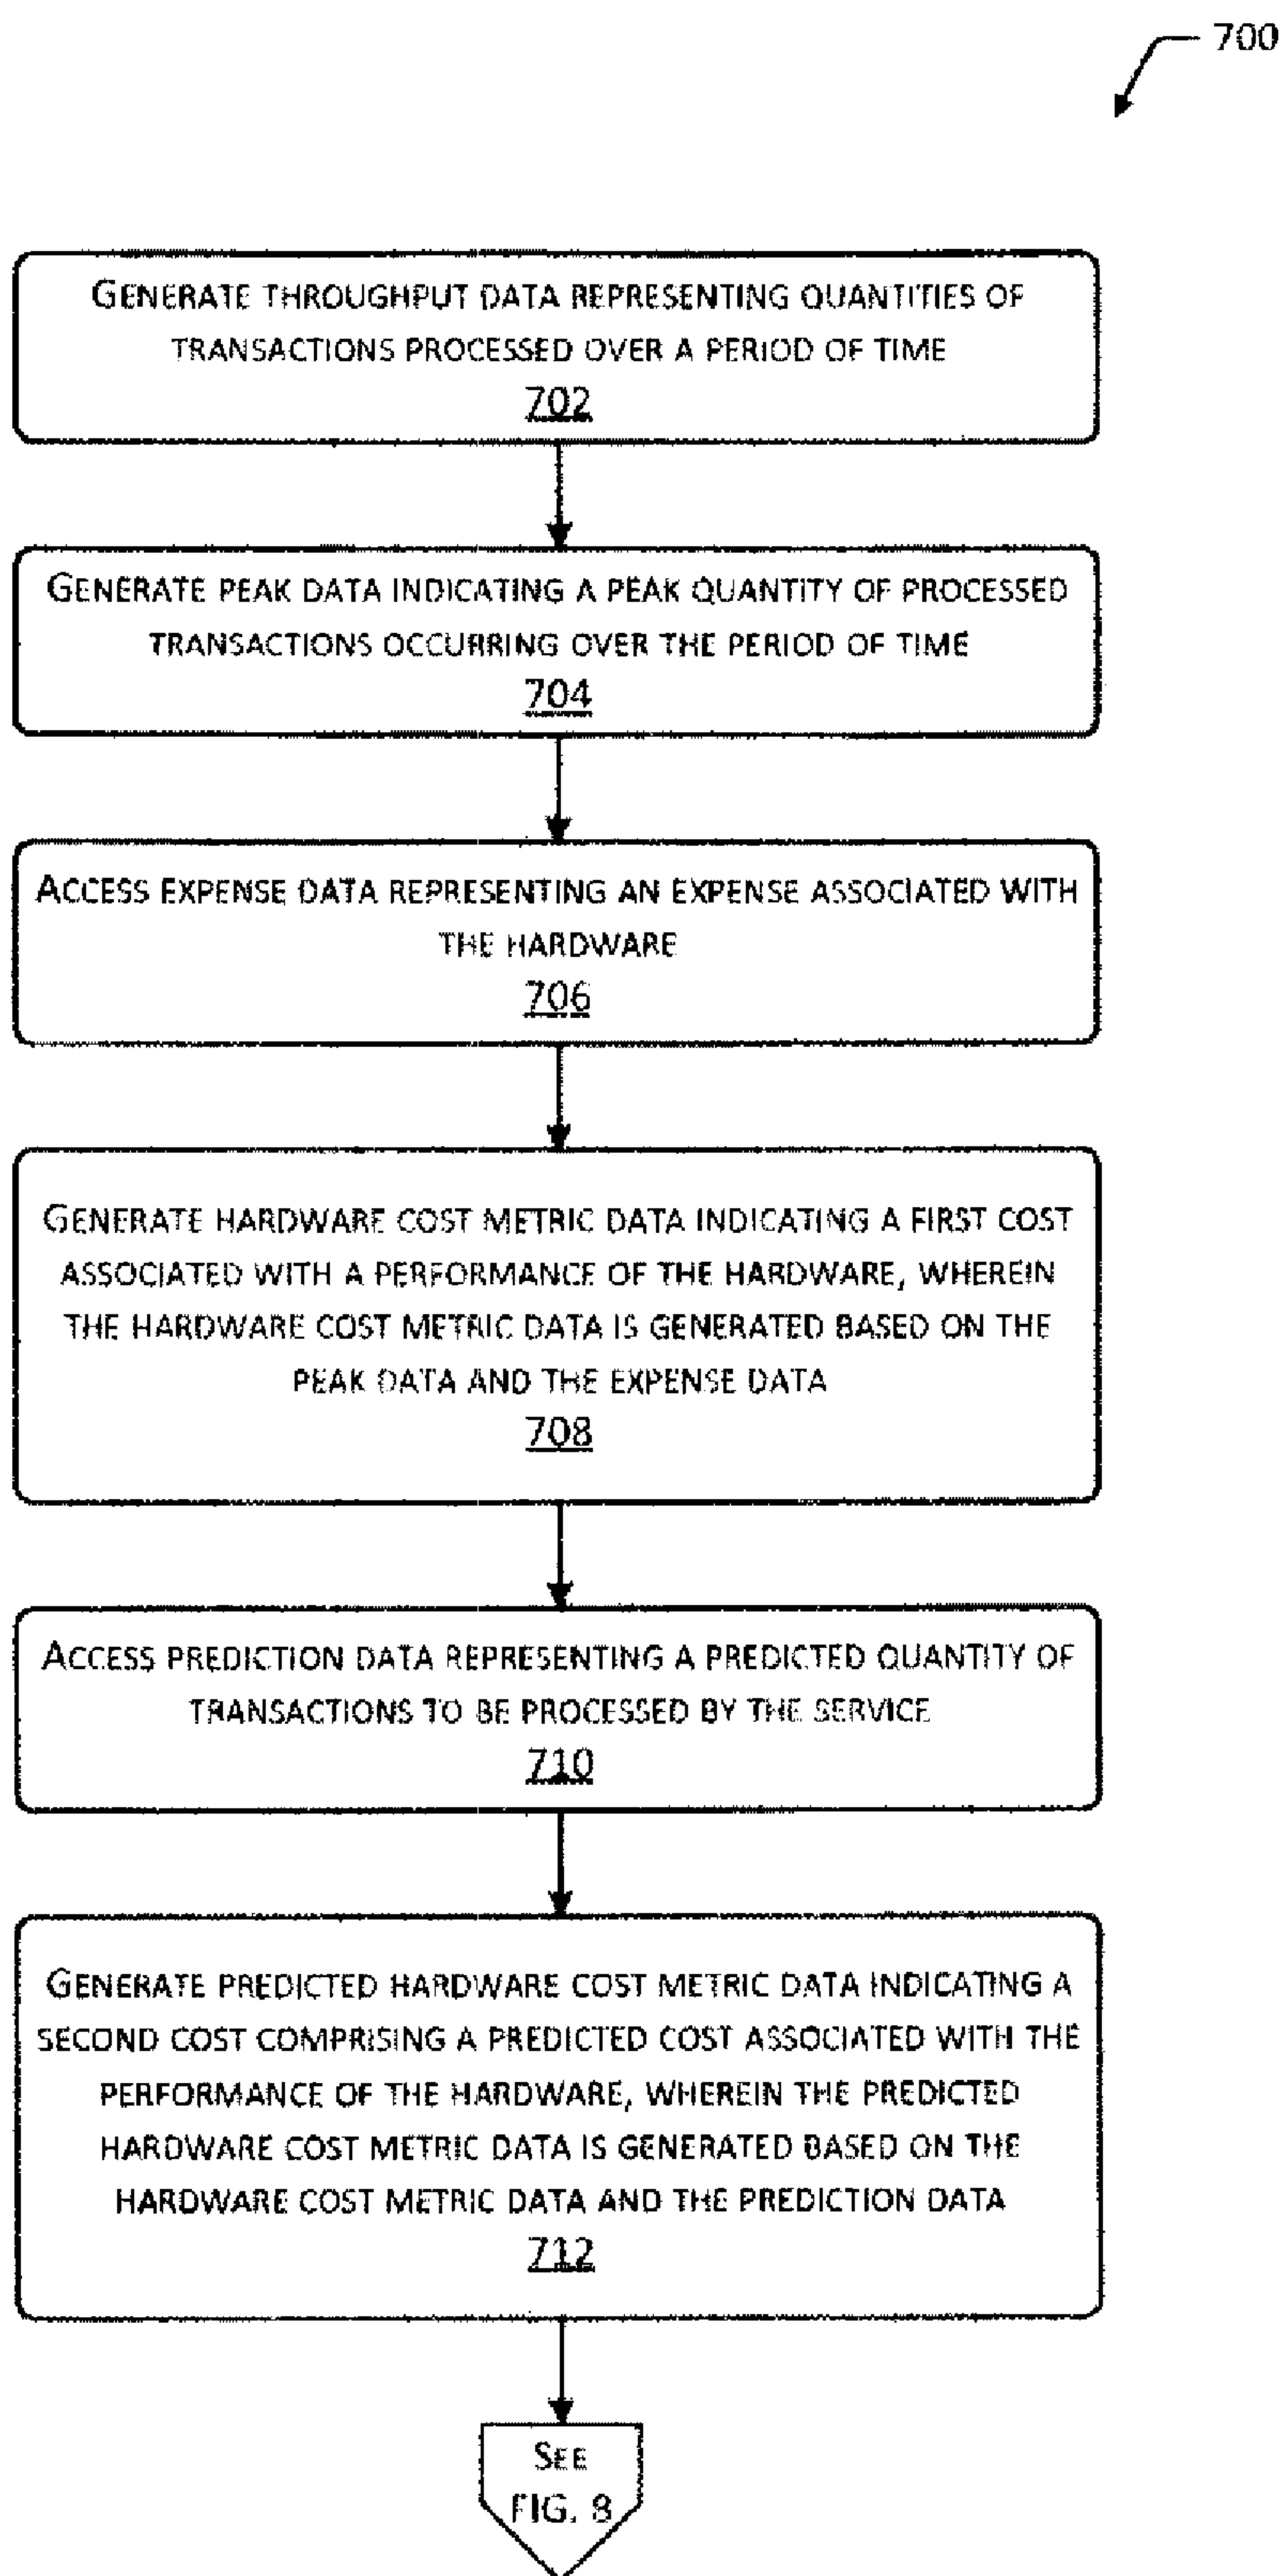 700
GENERATE THROUGHPUT DATA REPRESENTING QUANTITIES OF
TRANSACTIONS PROCESSED OVER A PERIOD OF TIME
702
GENERATE PEAK DATA INDICATING A PEAK QUANTITY OF PROCESSED
TRANSACTIONS OCCURRING OVER THE PERIOD OF TIME
704
ACCESS EXPENSE DATA REPRESENTING AN EXPENSE ASSOCIATED WITH
THE HARDWARE
706
GENERATE HARDWARE COST METRIC DATA INDICATING A FIRST COST
ASSOCIATED WITH A PERFORMANCE OF THE HARDWARE, WHEREIN
THE HARDWARE COST METRIC DATA IS GENERATED BASED ON THE
PEAK DATA AND THE EXPENSE DATA
708
ACCESS PREDICTION DATA REPRESENTING A PREDICTED QUANTITY OF
TRANSACTIONS TO BE PROCESSED BY THE SERVICE
710
GENERATE PREDICTED HARDWARE COST METRIC DATA INDICATING A
SECOND COST COMPRISING A PREDICTED COST ASSOCIATED WITH THE
PERFORMANCE OF THE HARDWARE, WHEREIN THE PREDICTED
HARDWARE COST METRIC DATA IS GENERATED BASED ON THE
HARDWARE COST METRIC DATA AND THE PREDICTION DATA
712
SEE
FIG. 8